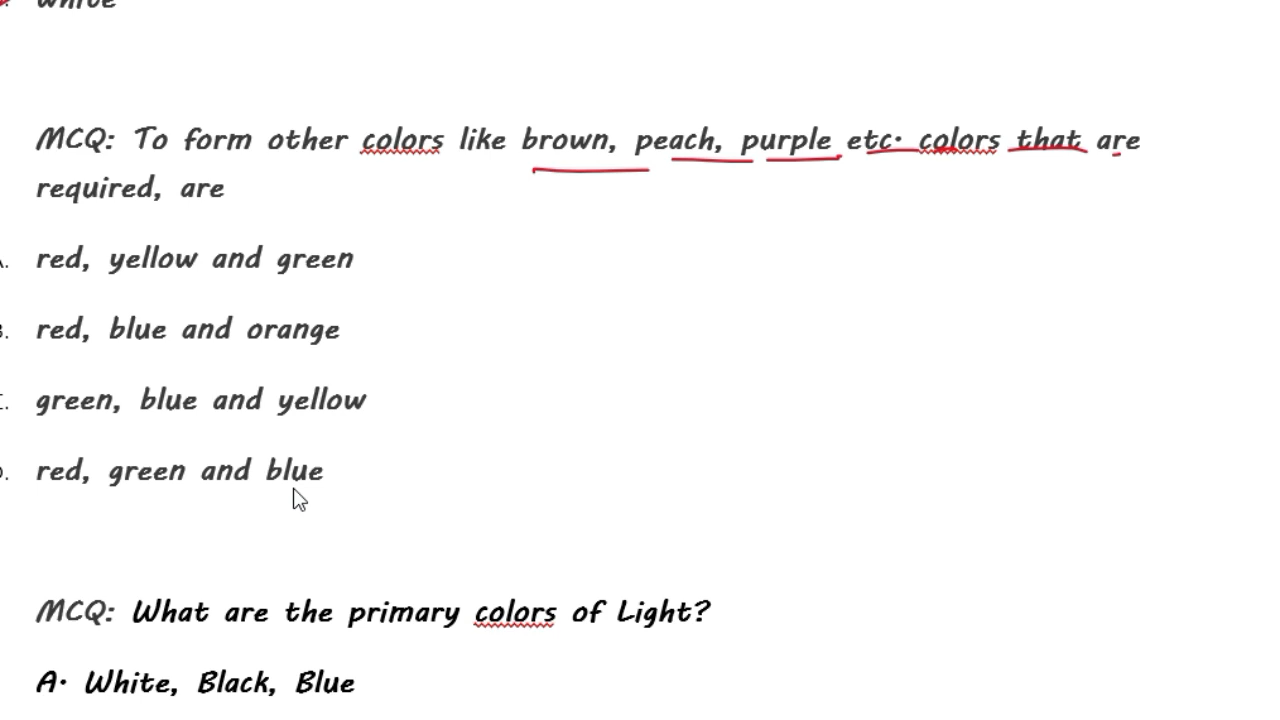 white
MCQ: To form other colors like brown, peach, purple etc. colors that are
required, are
A. red, yellow and green
B. red, blue and orange
C. green, blue and yellow
D. red, green and blue
MCQ: What are the primary colors of Light?
A. White, Black, Blue